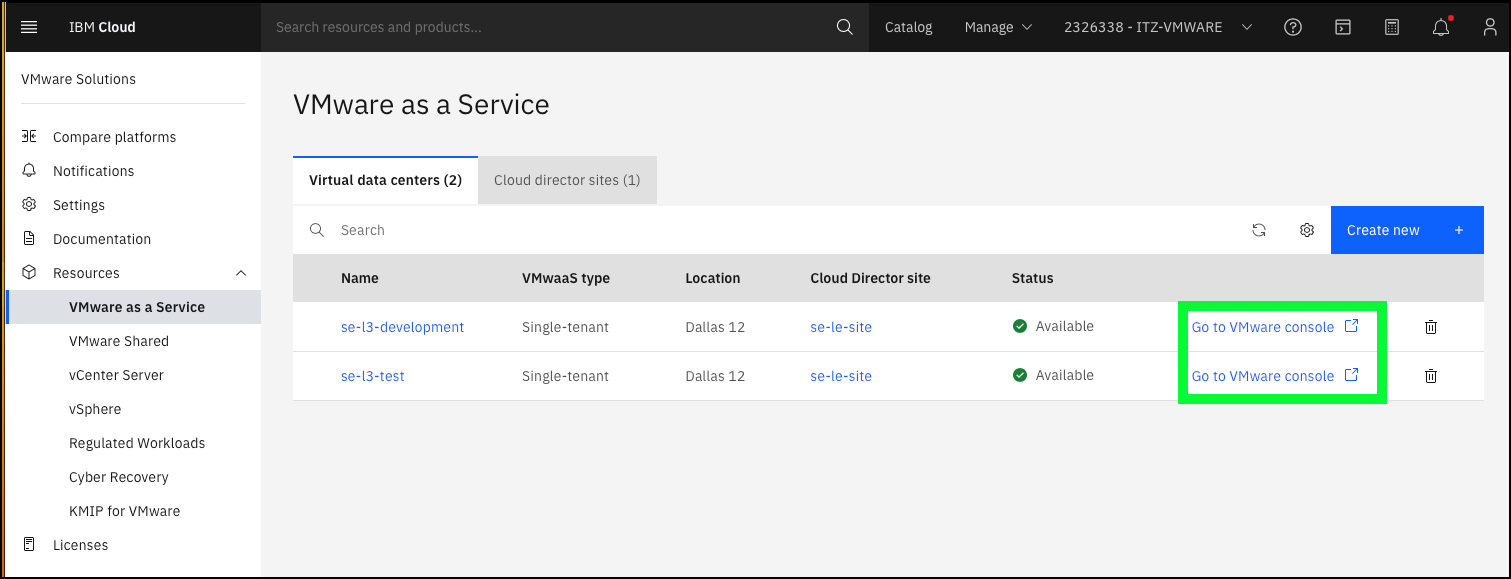 IBM Cloud
Search resources and products...
Catalog
Manage
2326338 - ITZ-VMWARE
VMware Solutions
Compare platforms
Notifications
Settings
Documentation
Resources
VMware as a Service
VMware Shared
vCenter Server
vSphere
Regulated Workloads
Cyber Recovery
KMIP for VMware
Licenses
VMware as a Service
Virtual data centers (2)
Cloud director sites (1)
Search
Create new +
Name VMwaaS type Location Cloud Director site Status
se-l3-development Single-tenant Dallas 12 se-le-site Available Go to VMware console
se-l3-test Single-tenant Dallas 12 se-le-site Available Go to VMware console